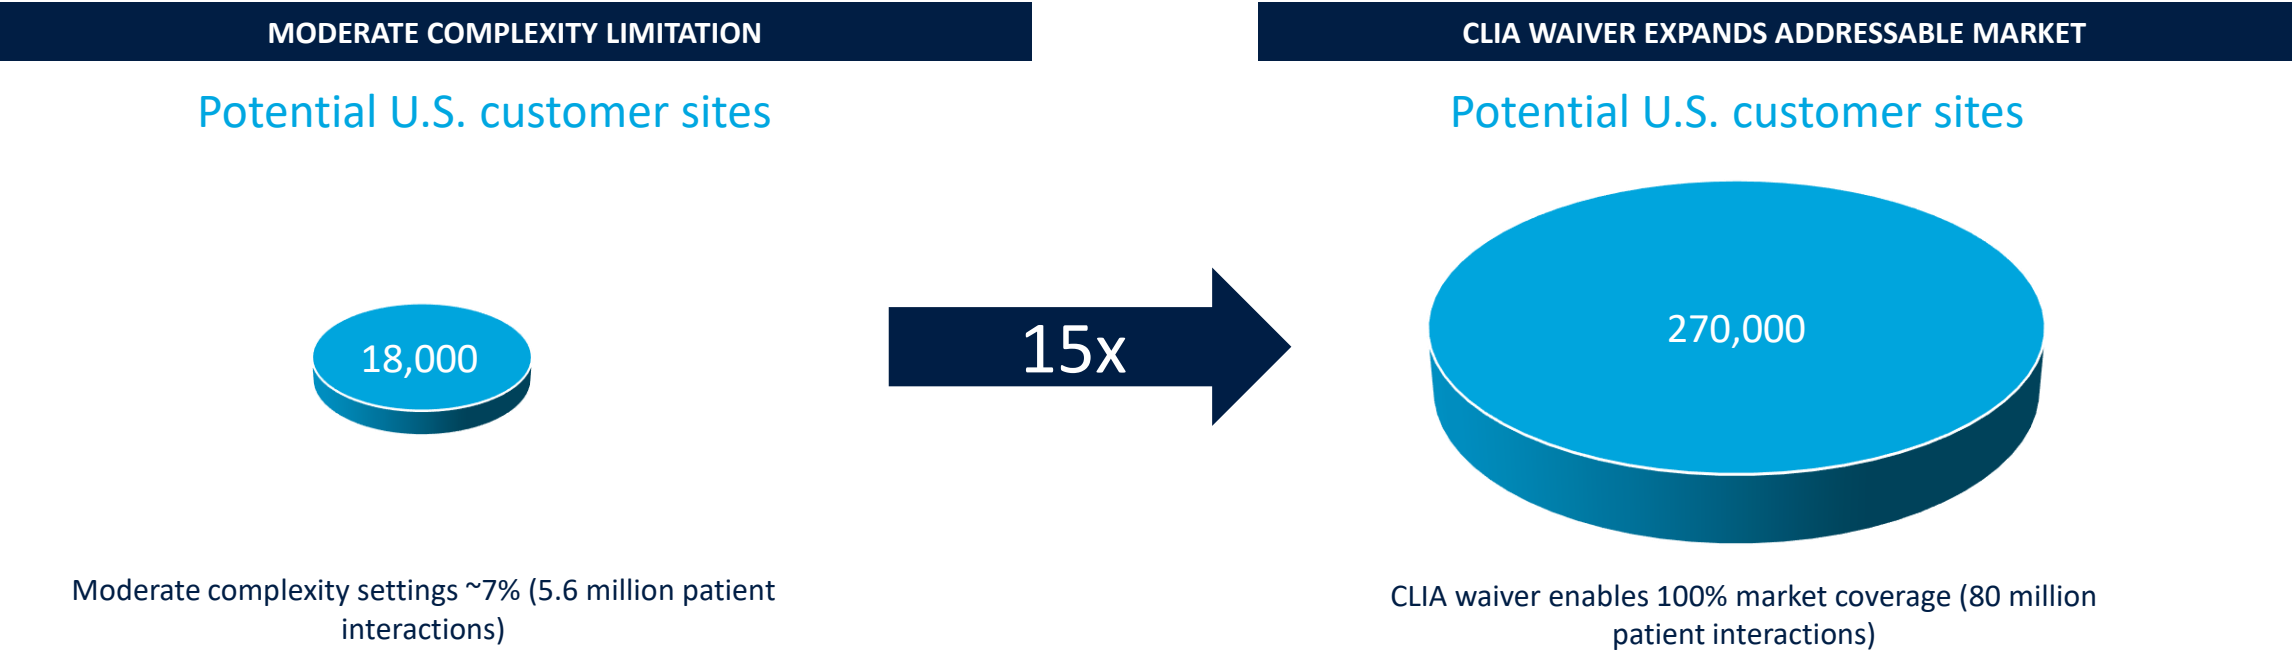 MODERATE COMPLEXITY LIMITATION
Potential U.S. customer sites
18,000
Moderate complexity settings ~7% (5.6 million patient
interactions)
15x
CLIA WAIVER EXPANDS ADDRESSABLE MARKET
Potential U.S. customer sites
270,000
CLIA waiver enables 100% market coverage (80 million
patient interactions)